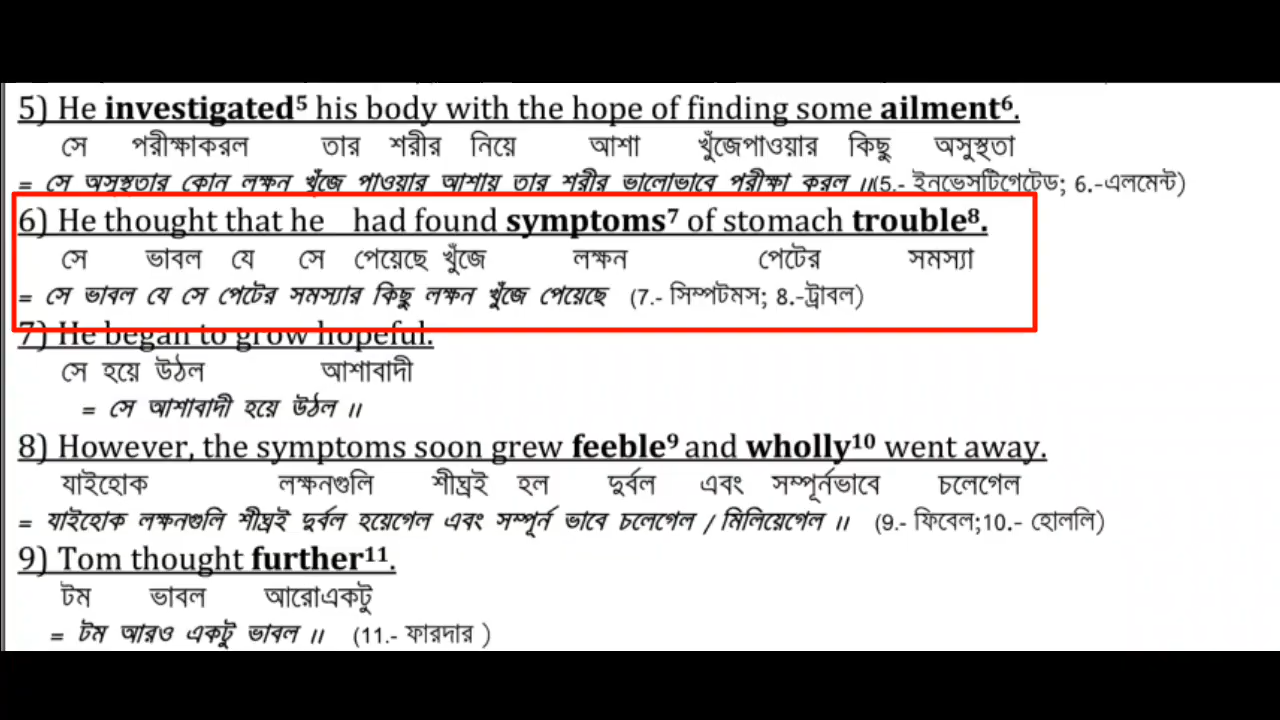 5) He investigated⁵ his body with the hope of finding some ailment⁶.
সে পরীক্ষাকরল তার শরীর নিয়ে আশা খুঁজেপাওয়ার কিছু অসুস্থতা
= সে অসুস্থতার কোন লক্ষন খুঁজে পাওয়ার আশায় তার শরীর ভালোভাবে পরীক্ষা করল ॥(5.- ইনভেসটিগেটেড; 6.-এলমেন্ট)
6) He thought that he had found symptoms⁷ of stomach trouble⁸.
সে ভাবল যে সে পেয়েছে খুঁজে লক্ষন পেটের সমস্যা
= সে ভাবল যে সে পেটের সমস্যার কিছু লক্ষন খুঁজে পেয়েছে (7.- সিম্পটমস; 8.-ট্রাবল)
7) He began to grow hopeful.
সে হয়ে উঠল আশাবাদী
= সে আশাবাদী হয়ে উঠল ॥
8) However, the symptoms soon grew feeble⁹ and wholly¹⁰ went away.
যাইহোক লক্ষনগুলি শীঘ্রই হল দুর্বল এবং সম্পূর্নভাবে চলেগেল
= যাইহোক লক্ষনগুলি শীঘ্রই দুর্বল হয়েগেল এবং সম্পূর্ন ভাবে চলেগেল / মিলিয়েগেল ॥ (9.- ফিবেল;10.- হোললি)
9) Tom thought further¹¹.
টম ভাবল আরোএকটু
= টম আরও একটু ভাবল ॥ (11.- ফারদার )